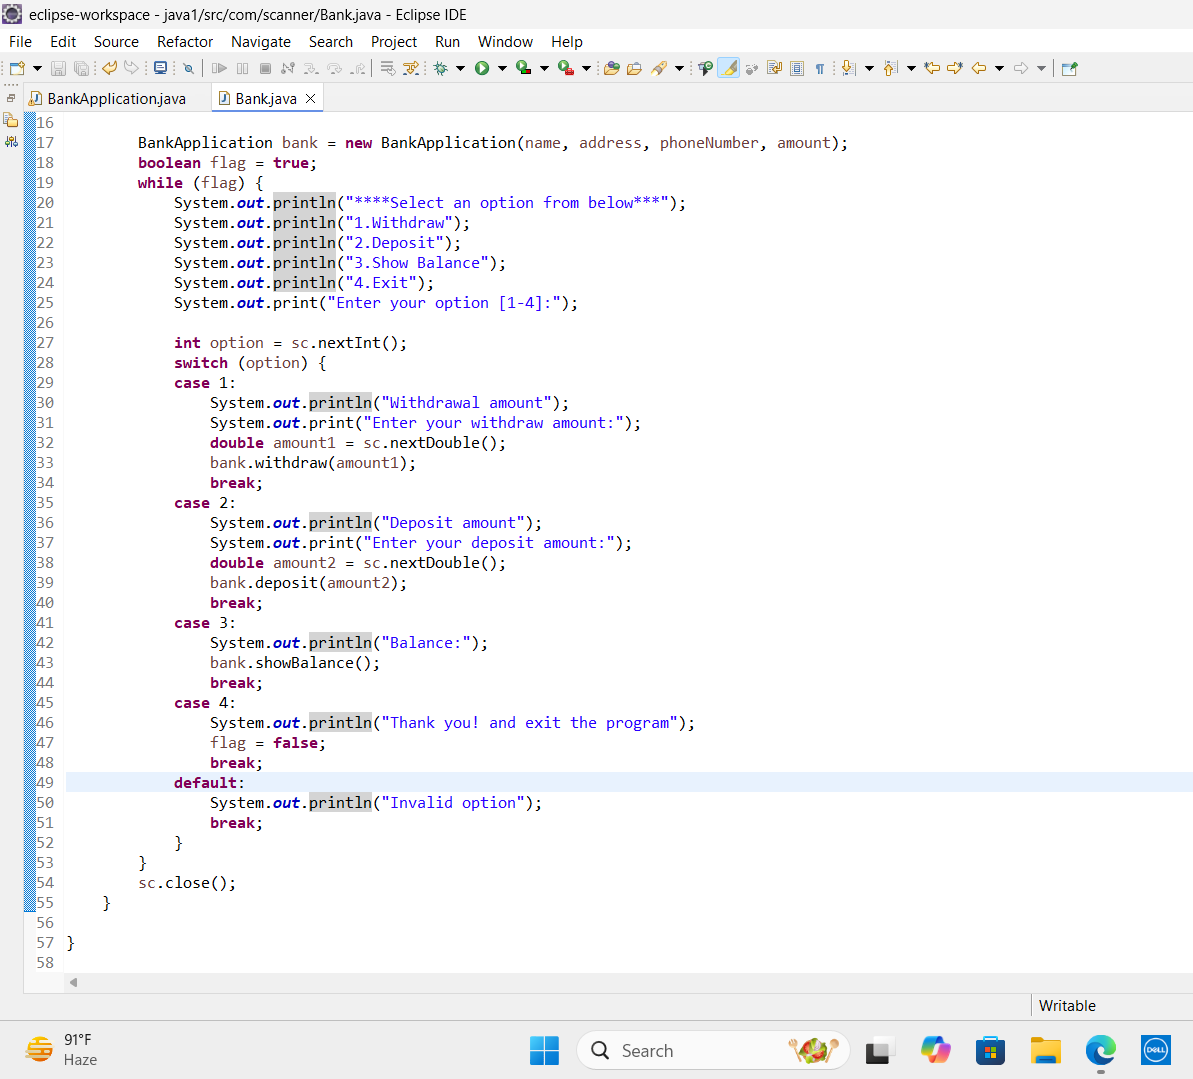 eclipse-workspace - java1/src/com/scanner/Bank.java - Eclipse IDE
File Edit Source Refactor Navigate Search Project Run Window Help
BankApplication.java Bank.java
16
17 BankApplication bank = new BankApplication(name, address, phoneNumber, amount);
18 boolean flag = true;
19 while (flag) {
20 System.out.println("****Select an option from below***");
21 System.out.println("1.Withdraw");
22 System.out.println("2.Deposit");
23 System.out.println("3.Show Balance");
24 System.out.println("4.Exit");
25 System.out.print("Enter your option [1-4]:");
26
27 int option = sc.nextInt();
28 switch (option) {
29 case 1:
30 System.out.println("Withdrawal amount");
31 System.out.print("Enter your withdraw amount:");
32 double amount1 = sc.nextDouble();
33 bank.withdraw(amount1);
34 break;
35 case 2:
36 System.out.println("Deposit amount");
37 System.out.print("Enter your deposit amount:");
38 double amount2 = sc.nextDouble();
39 bank.deposit(amount2);
40 break;
41 case 3:
42 System.out.println("Balance:");
43 bank.showBalance();
44 break;
45 case 4:
46 System.out.println("Thank you! and exit the program");
47 flag = false;
48 break;
49 default:
50 System.out.println("Invalid option");
51 break;
52 }
53 }
54 sc.close();
55 }
56
57 }
58
Writable
91°F
Haze
Search
DELL